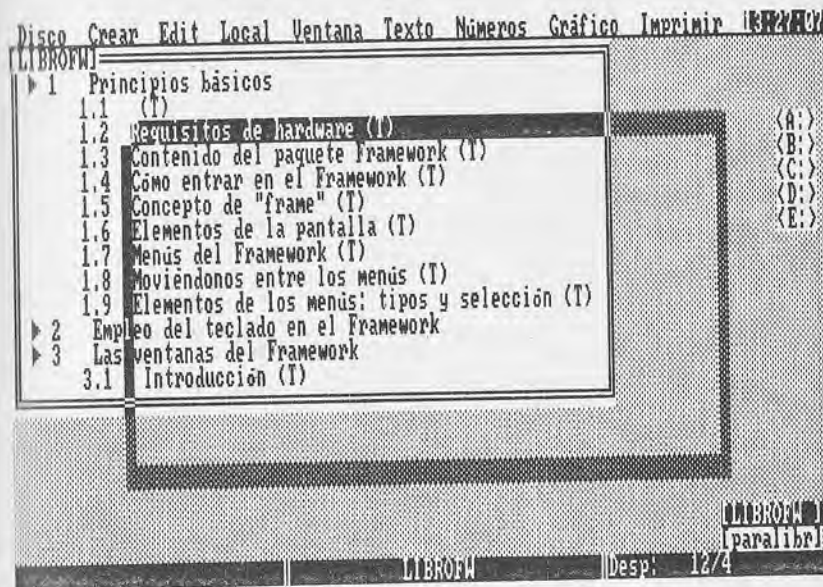 Disco Crear Edit Local Ventana Texto Números Gráfico Imprimir
[LIBROFW]
1 Principios básicos
1.1 (T)
1.2 Requisitos de hardware (T)
1.3 Contenido del paquete Framework (T)
1.4 Cómo entrar en el Framework (T)
1.5 Concepto de "frame" (T)
1.6 Elementos de la pantalla (T)
1.7 Menús del Framework (T)
1.8 Moviéndonos entre los menús (T)
1.9 Elementos de los menús: tipos y selección (T)
2 Empleo del teclado en el Framework
3 Las ventanas del Framework
3.1 Introducción (T)
<A:>
<B:>
<C:>
<D:>
<E:>
[LIBROFW ]
[paralibr]
LIBROFW Desp: 12/4